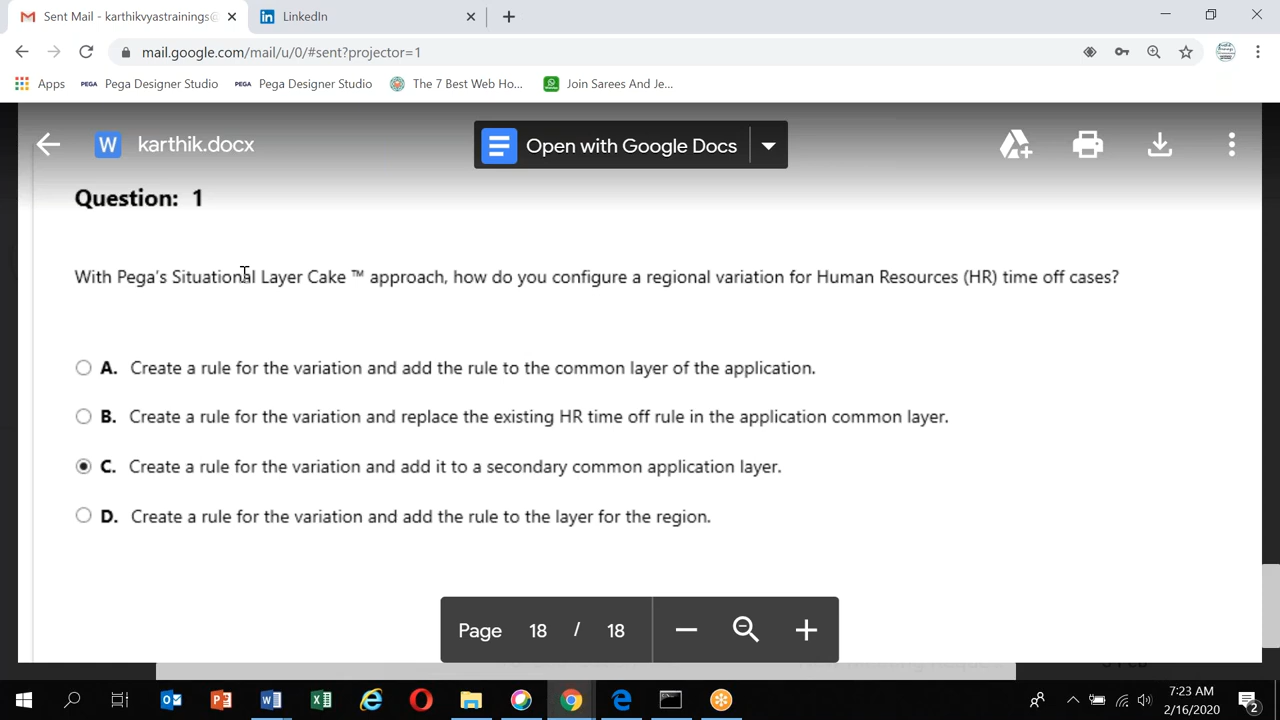 Sent Mail - karthikvyastrainings@
LinkedIn
mail.google.com/mail/u/0/#sent?projector=1
Apps
PEGA Pega Designer Studio
PEGA Pega Designer Studio
The 7 Best Web Ho...
Join Sarees And Je...
W karthik.docx
Open with Google Docs
Question: 1
With Pega's Situational Layer Cake ™ approach, how do you configure a regional variation for Human Resources (HR) time off cases?
A. Create a rule for the variation and add the rule to the common layer of the application.
B. Create a rule for the variation and replace the existing HR time off rule in the application common layer.
C. Create a rule for the variation and add it to a secondary common application layer.
D. Create a rule for the variation and add the rule to the layer for the region.
Page 18 / 18
7:23 AM
2/16/2020
2